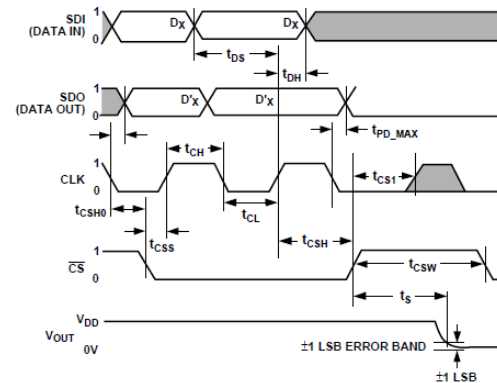 SDI
(DATA IN)
1
0
Dx
Dx
tDS
tDH
SDO
(DATA OUT)
1
0
D'x
D'x
tPD_MAX
CLK
1
0
tCH
tCS1
tCSH0
tCL
tCSS
tCSH
CS
1
0
tCSW
tS
VOUT
VDD
0V
±1 LSB ERROR BAND
±1 LSB